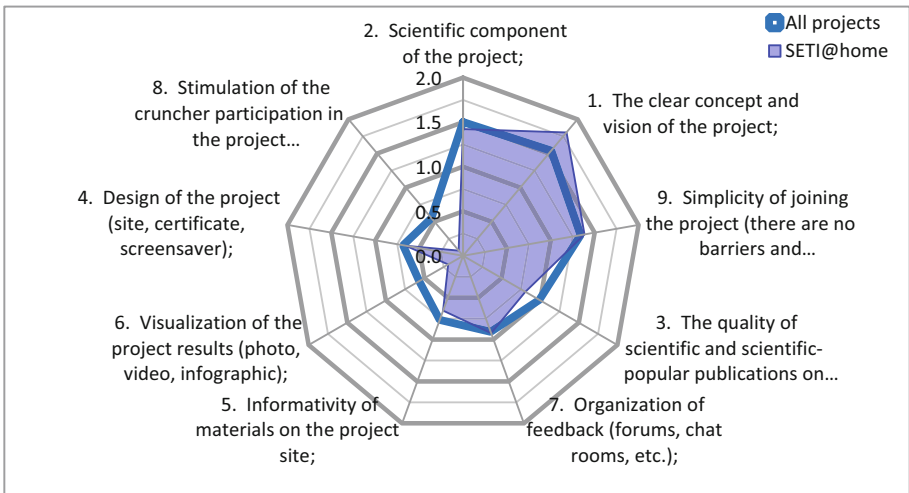 All projects
SETI@home
2. Scientific component
of the project;
1. The clear concept and
vision of the project;
9. Simplicity of joining
the project (there are no
barriers and...
3. The quality of
scientific and scientific-
popular publications on...
7. Organization of
feedback (forums, chat
rooms, etc.);
5. Informativity of
materials on the project
site;
6. Visualization of the
project results (photo,
video, infographic);
4. Design of the project
(site, certificate,
screensaver);
8. Stimulation of the
cruncher participation in
the project...
2.0
1.5
1.0
0.5
0.0